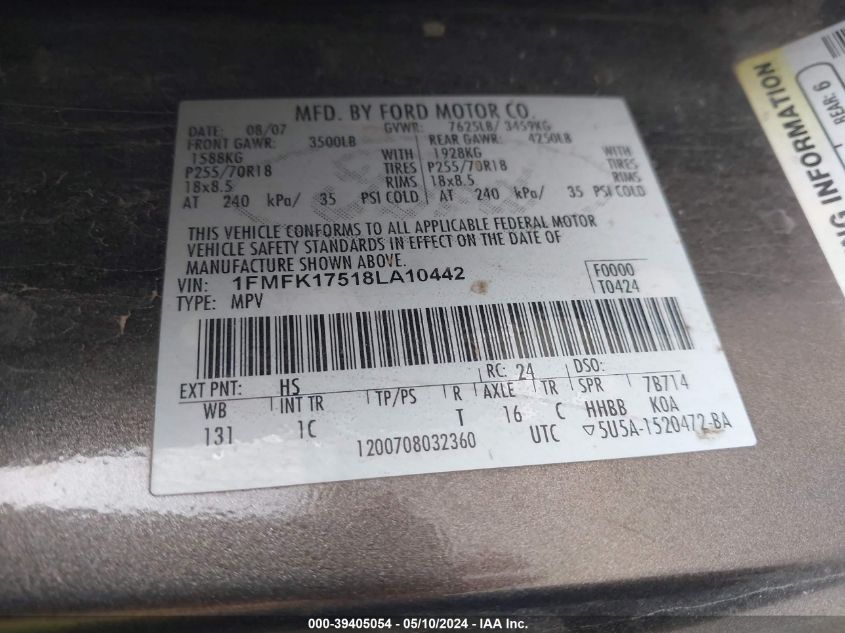 MFD. BY FORD MOTOR CO.
DATE: 08/07 GVWR: 7625LB/ 3459KG
FRONT GAWR: 3500LB REAR GAWR: 4250LB
1588KG WITH 1928KG WITH
P255/70R18 TIRES P255/70R18 TIRES
18x8.5 RIMS 18x8.5 RIMS
AT 240 kPa/ 35 PSI COLD AT 240 kPa/ 35 PSI COLD
THIS VEHICLE CONFORMS TO ALL APPLICABLE FEDERAL MOTOR
VEHICLE SAFETY STANDARDS IN EFFECT ON THE DATE OF
MANUFACTURE SHOWN ABOVE.
VIN: 1FMFK17518LA10442 F0000
TYPE: MPV T0424
EXT PNT: HS RC: 24 DSO:
WB INT TR TP/PS R AXLE TR SPR 7B714
131 1C T 16 C HHBB KOA
1200708032360 UTC 5U5A-1520472-BA
NG INFORMATION
REAR: 6
000-39405054 - 05/10/2024 - IAA Inc.